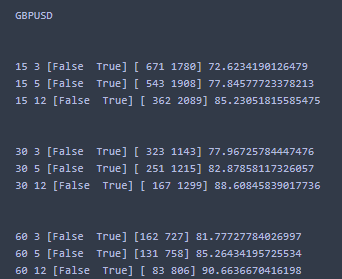 GBPUSD
15 3 [False  True] [ 671 1780] 72.6234190126479
15 5 [False  True] [ 543 1908] 77.84577723378213
15 12 [False  True] [ 362 2089] 85.23051815585475
30 3 [False  True] [ 323 1143] 77.96725784447476
30 5 [False  True] [ 251 1215] 82.87858117326057
30 12 [False  True] [ 167 1299] 88.60845839017736
60 3 [False  True] [162 727] 81.77727784026997
60 5 [False  True] [131 758] 85.26434195725534
60 12 [False  True] [ 83 806] 90.6636670416198